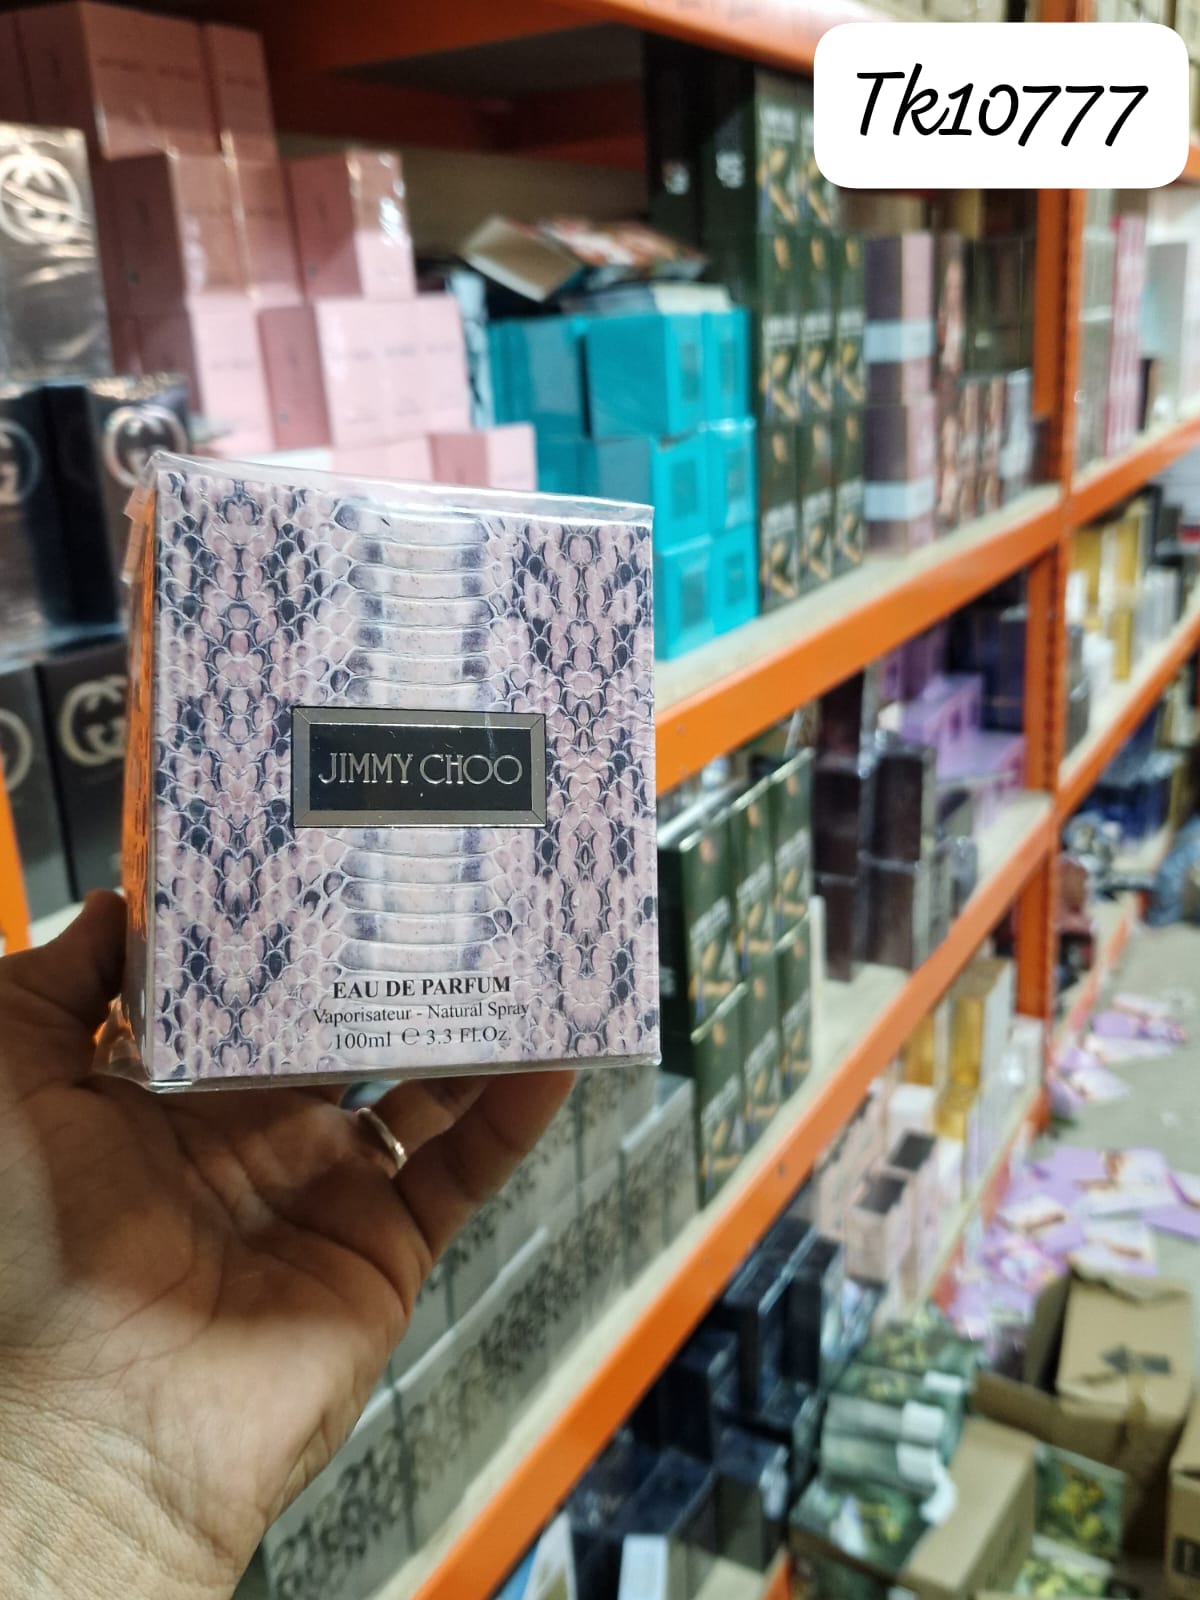 Tk10777
JIMMY CHOO
EAU DE PARFUM
Vaporisateur - Natural Spray
100ml ℮ 3.3 Fl.Oz.